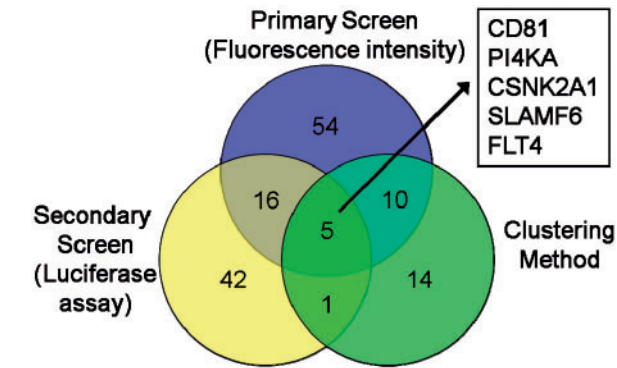 Primary Screen
(Fluorescence intensity)
CD81
PI4KA
CSNK2A1
SLAMF6
FLT4
54
16
10
5
Secondary
Screen
(Luciferase
assay)
Clustering
Method
42
14
1